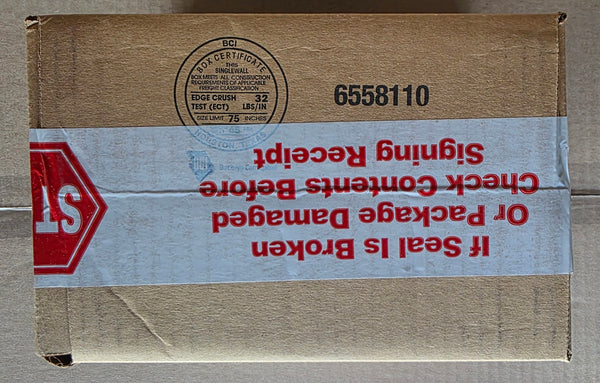 BCI
BOX CERTIFICATE
THIS
SINGLEWALL
BOX MEETS ALL CONSTRUCTION
REQUIREMENTS OF APPLICABLE
FREIGHT CLASSIFICATION
EDGE CRUSH 32
TEST (ECT) LBS/IN
SIZE LIMIT 75 INCHES
6558110
If Seal Is Broken
Or Package Damaged
Check Contents Before
Signing Receipt
ST